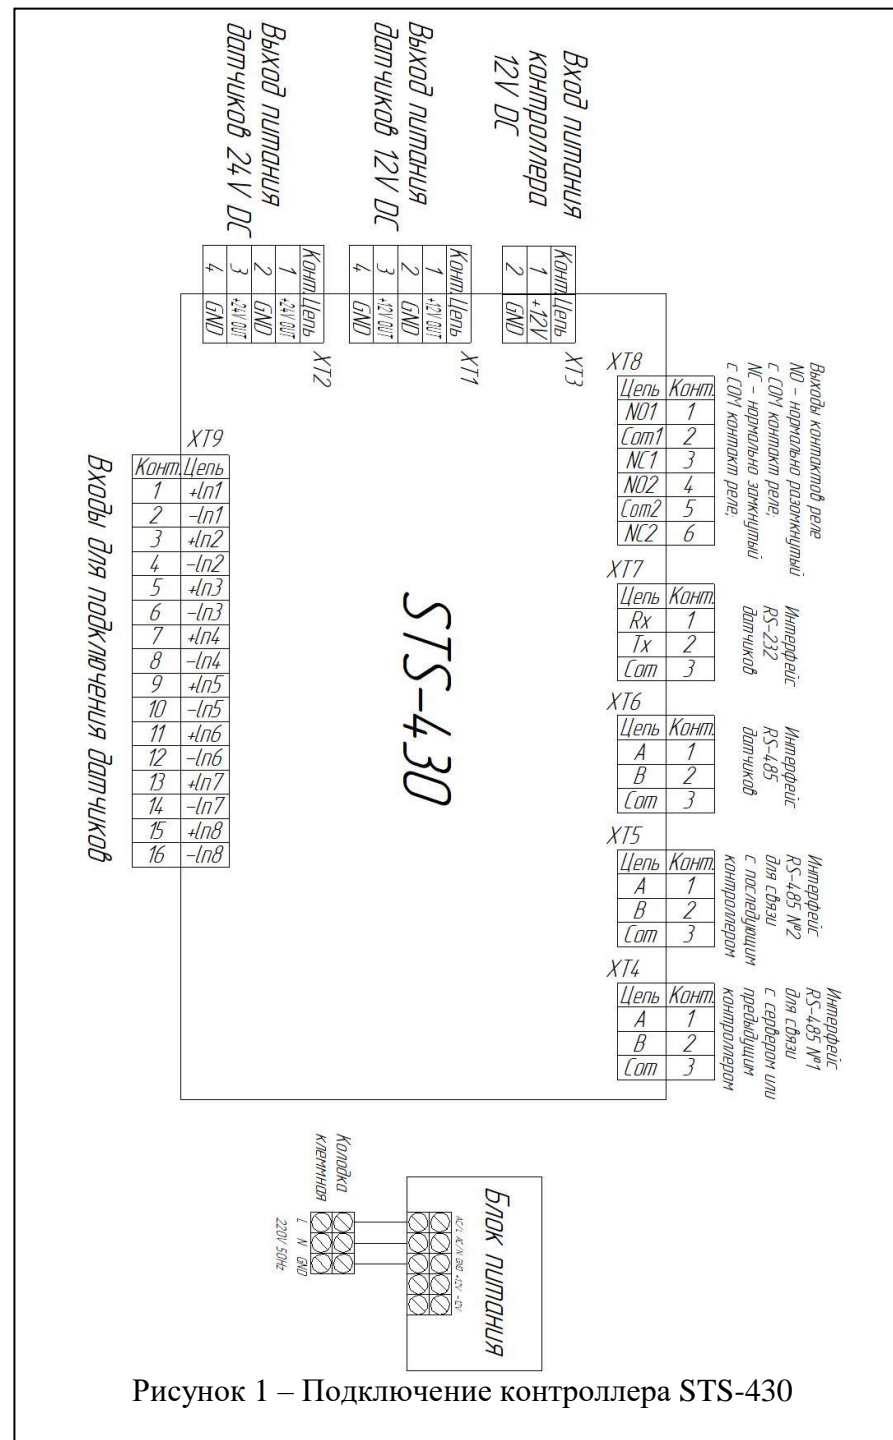 Вход питания
контроллера
12V DC
Выход питания
датчиков 12V DC
Выход питания
датчиков 24V DC
XT3
Конт. Цепь
1 +12V
2 GND
XT1
Конт. Цепь
1 +12V OUT
2 GND
3 +12V OUT
4 GND
XT2
Конт. Цепь
1 +24V OUT
2 GND
3 +24V OUT
4 GND
XT8
Цепь Конт.
NO1 1
Com1 2
NC1 3
NO2 4
Com2 5
NC2 6
Выходы контактов реле
NO – нормально разомкнутый
с COM контакт реле;
NC – нормально замкнутый
с COM контакт реле;
XT7
Цепь Конт.
Rx 1
Tx 2
Com 3
Интерфейс
RS-232
датчиков
XT6
Цепь Конт.
A 1
B 2
Com 3
Интерфейс
RS-485
датчиков
XT5
Цепь Конт.
A 1
B 2
Com 3
Интерфейс
RS-485 №2
для связи
с последующим
контроллером
XT4
Цепь Конт.
A 1
B 2
Com 3
Интерфейс
RS-485 №1
для связи
с сервером или
предыдущим
контроллером
STS-430
XT9
Конт. Цепь
1 +In1
2 -In1
3 +In2
4 -In2
5 +In3
6 -In3
7 +In4
8 -In4
9 +In5
10 -In5
11 +In6
12 -In6
13 +In7
14 -In7
15 +In8
16 -In8
Входы для подключения датчиков
Блок питания
AC/L AC/N GND +12V -12V
Колодка
клеммная
L N GND
220V 50Hz
Рисунок 1 – Подключение контроллера STS-430